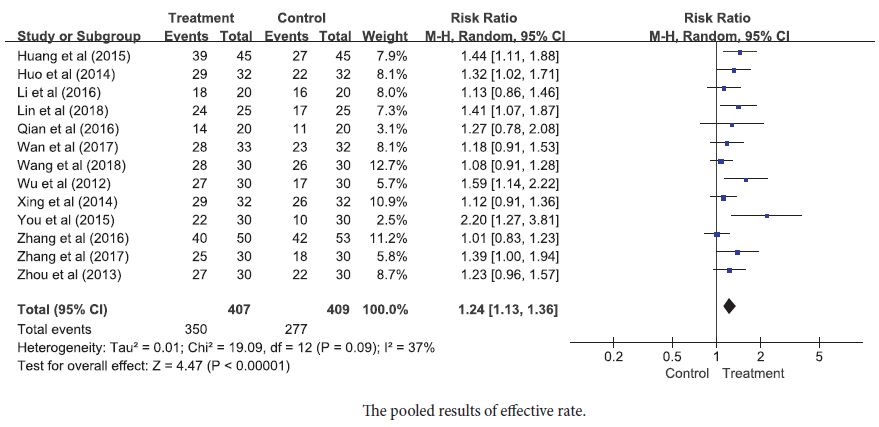 Treatment Control Risk Ratio Risk Ratio
Study or Subgroup Events Total Events Total Weight M-H, Random, 95% CI M-H, Random, 95% CI
Huang et al (2015) 39 45 27 45 7.9% 1.44 [1.11, 1.88]
Huo et al (2014) 29 32 22 32 8.1% 1.32 [1.02, 1.71]
Li et al (2016) 18 20 16 20 8.0% 1.13 [0.86, 1.46]
Lin et al (2018) 24 25 17 25 7.3% 1.41 [1.07, 1.87]
Qian et al (2016) 14 20 11 20 3.1% 1.27 [0.78, 2.08]
Wan et al (2017) 28 33 23 32 8.1% 1.18 [0.91, 1.53]
Wang et al (2018) 28 30 26 30 12.7% 1.08 [0.91, 1.28]
Wu et al (2012) 27 30 17 30 5.7% 1.59 [1.14, 2.22]
Xing et al (2014) 29 32 26 32 10.9% 1.12 [0.91, 1.36]
You et al (2015) 22 30 10 30 2.5% 2.20 [1.27, 3.81]
Zhang et al (2016) 40 50 42 53 11.2% 1.01 [0.83, 1.23]
Zhang et al (2017) 25 30 18 30 5.8% 1.39 [1.00, 1.94]
Zhou et al (2013) 27 30 22 30 8.7% 1.23 [0.96, 1.57]
Total (95% CI) 407 409 100.0% 1.24 [1.13, 1.36]
Total events 350 277
Heterogeneity: Tau² = 0.01; Chi² = 19.09, df = 12 (P = 0.09); I² = 37%
Test for overall effect: Z = 4.47 (P < 0.00001)
0.2 0.5 1 2 5
Control Treatment
The pooled results of effective rate.